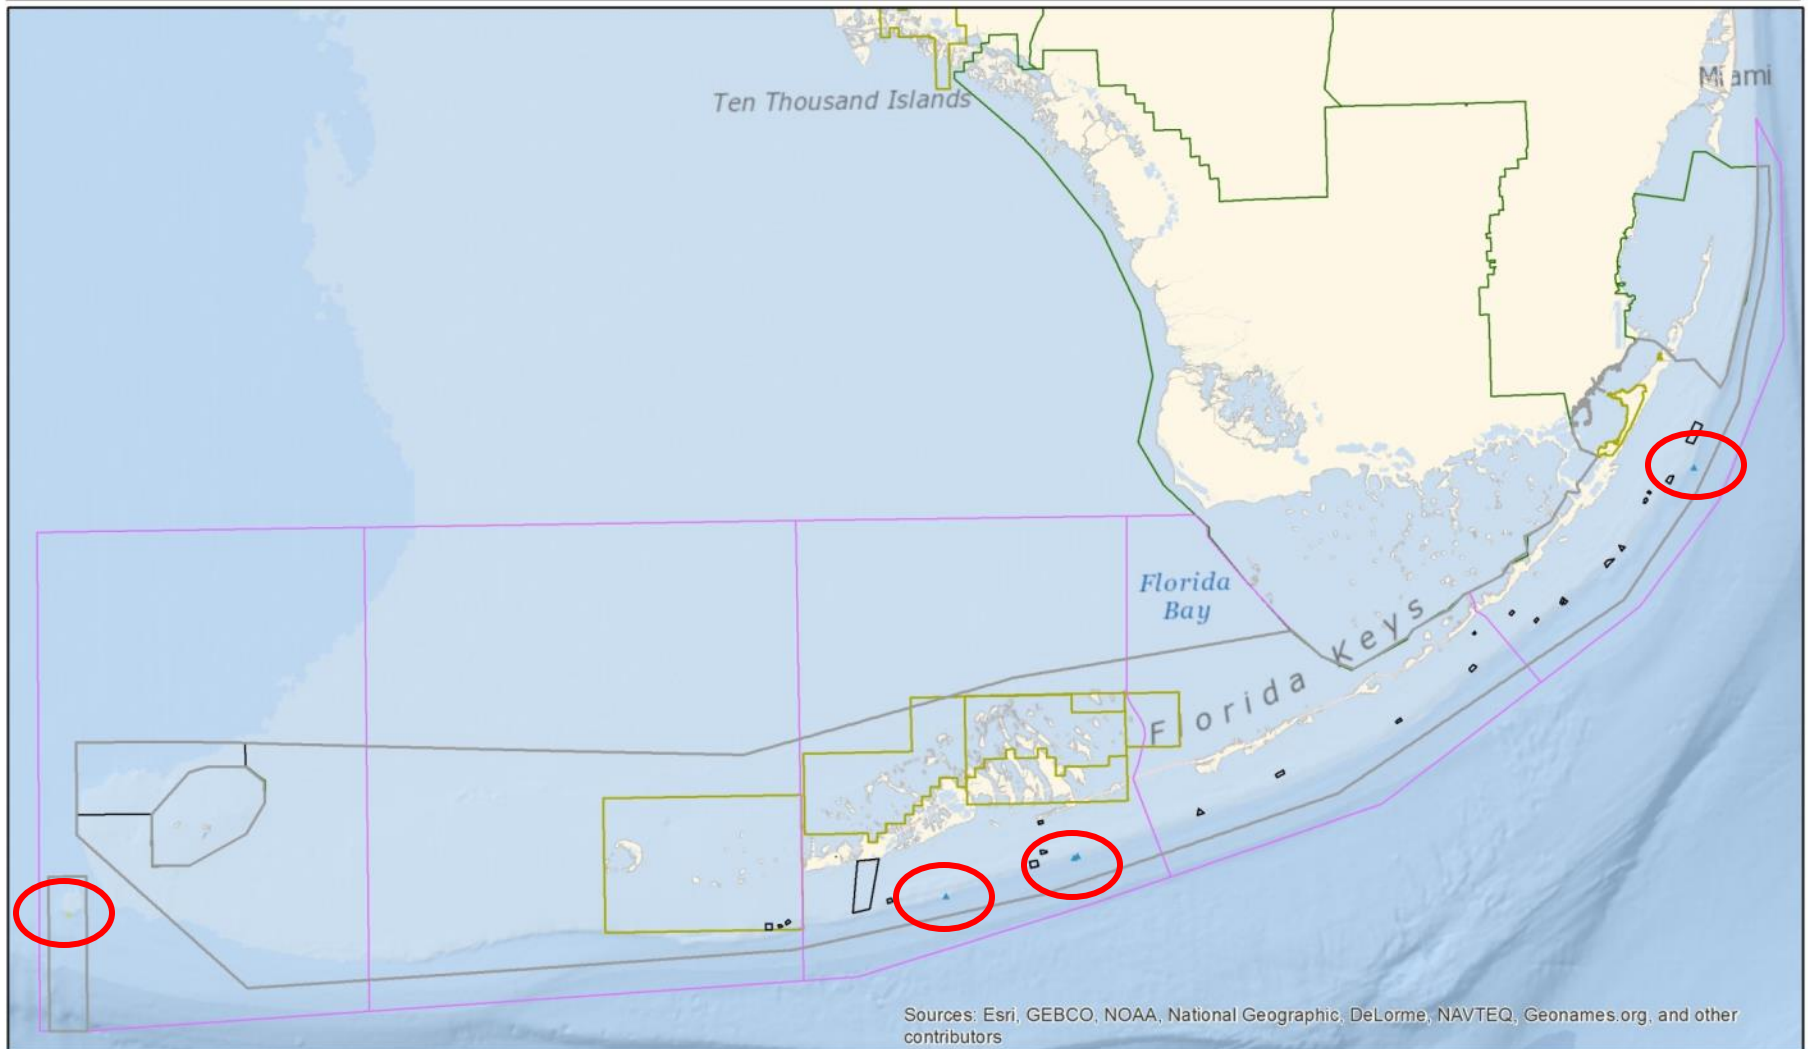 Miami
Ten Thousand Islands
Florida
Bay
Florida Keys
Sources: Esri, GEBCO, NOAA, National Geographic, DeLorme, NAVTEQ, Geonames.org, and other
contributors